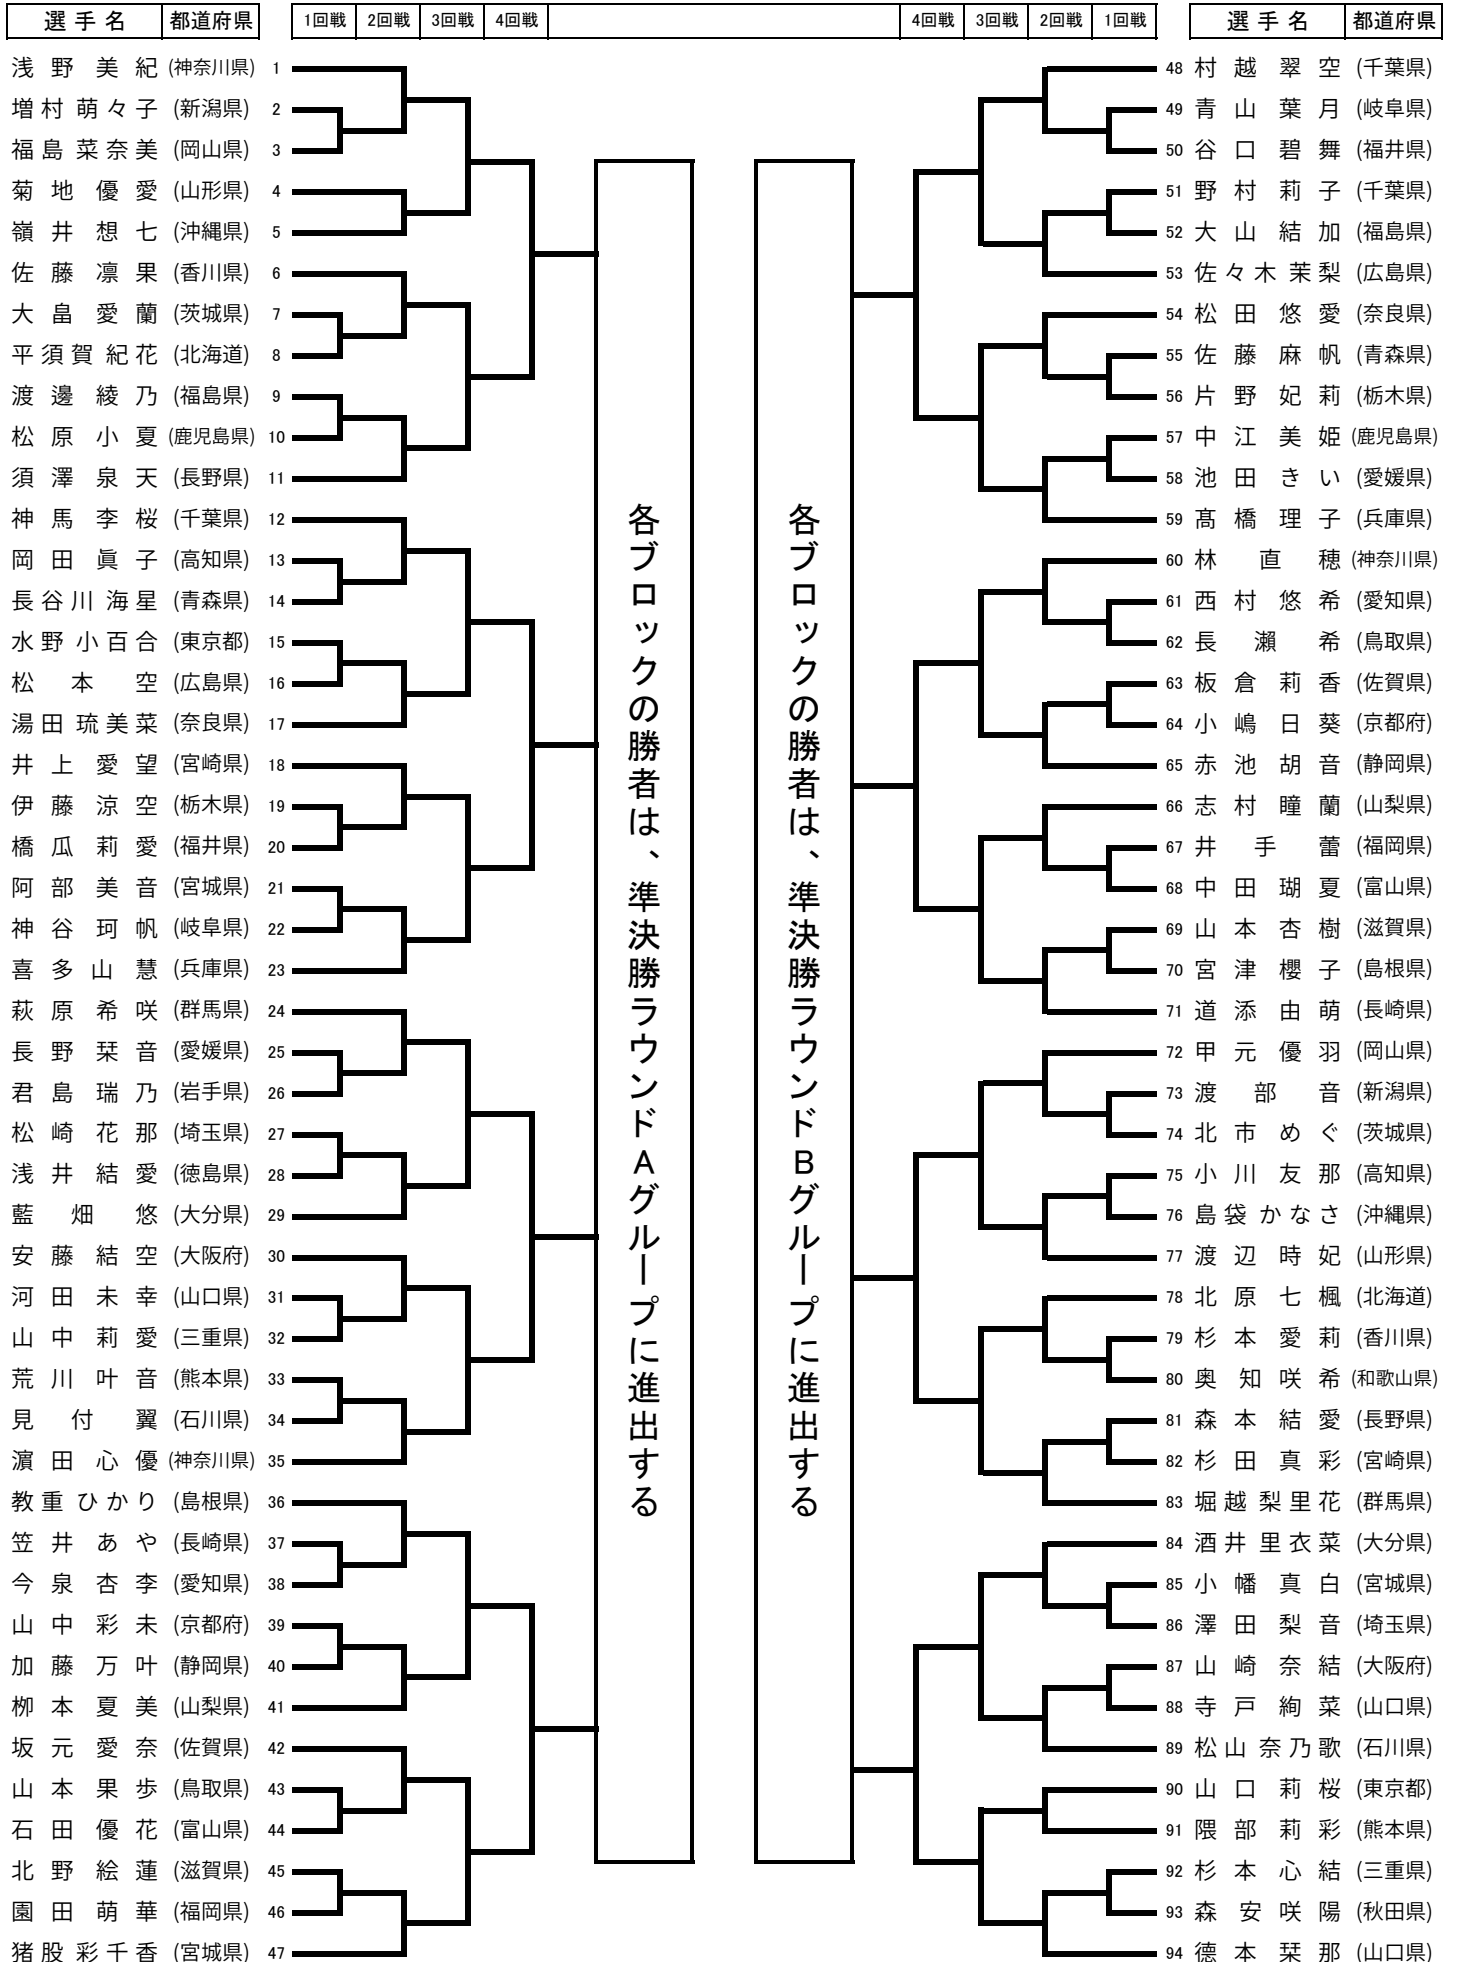 選手名 都道府県 1回戦 2回戦 3回戦 4回戦 4回戦 3回戦 2回戦 1回戦 選手名 都道府県
浅野美紀 (神奈川県) 1
増村萌々子 (新潟県) 2
福島菜奈美 (岡山県) 3
菊地優愛 (山形県) 4
嶺井想七 (沖縄県) 5
佐藤凛果 (香川県) 6
大畠愛蘭 (茨城県) 7
平須賀紀花 (北海道) 8
渡邊綾乃 (福島県) 9
松原小夏 (鹿児島県) 10
須澤泉天 (長野県) 11
神馬李桜 (千葉県) 12
岡田眞子 (高知県) 13
長谷川海星 (青森県) 14
水野小百合 (東京都) 15
松本空 (広島県) 16
湯田琉美菜 (奈良県) 17
井上愛望 (宮崎県) 18
伊藤涼空 (栃木県) 19
橋瓜莉愛 (福井県) 20
阿部美音 (宮城県) 21
神谷珂帆 (岐阜県) 22
喜多山慧 (兵庫県) 23
萩原希咲 (群馬県) 24
長野栞音 (愛媛県) 25
君島瑞乃 (岩手県) 26
松崎花那 (埼玉県) 27
浅井結愛 (徳島県) 28
藍畑悠 (大分県) 29
安藤結空 (大阪府) 30
河田未幸 (山口県) 31
山中莉愛 (三重県) 32
荒川叶音 (熊本県) 33
見付翼 (石川県) 34
濵田心優 (神奈川県) 35
教重ひかり (島根県) 36
笠井あや (長崎県) 37
今泉杏李 (愛知県) 38
山中彩未 (京都府) 39
加藤万叶 (静岡県) 40
栁本夏美 (山梨県) 41
坂元愛奈 (佐賀県) 42
山本果歩 (鳥取県) 43
石田優花 (富山県) 44
北野絵蓮 (滋賀県) 45
園田萌華 (福岡県) 46
猪股彩千香 (宮城県) 47
各ブロックの勝者は、準決勝ラウンドAグループに進出する
各ブロックの勝者は、準決勝ラウンドBグループに進出する
48 村越翠空 (千葉県)
49 青山葉月 (岐阜県)
50 谷口碧舞 (福井県)
51 野村莉子 (千葉県)
52 大山結加 (福島県)
53 佐々木茉梨 (広島県)
54 松田悠愛 (奈良県)
55 佐藤麻帆 (青森県)
56 片野妃莉 (栃木県)
57 中江美姫 (鹿児島県)
58 池田きい (愛媛県)
59 髙橋理子 (兵庫県)
60 林直穂 (神奈川県)
61 西村悠希 (愛知県)
62 長瀬希 (鳥取県)
63 板倉莉香 (佐賀県)
64 小嶋日葵 (京都府)
65 赤池胡音 (静岡県)
66 志村瞳蘭 (山梨県)
67 井手蕾 (福岡県)
68 中田瑚夏 (富山県)
69 山本杏樹 (滋賀県)
70 宮津櫻子 (島根県)
71 道添由萌 (長崎県)
72 甲元優羽 (岡山県)
73 渡部音 (新潟県)
74 北市めぐ (茨城県)
75 小川友那 (高知県)
76 島袋かなさ (沖縄県)
77 渡辺時妃 (山形県)
78 北原七楓 (北海道)
79 杉本愛莉 (香川県)
80 奥知咲希 (和歌山県)
81 森本結愛 (長野県)
82 杉田真彩 (宮崎県)
83 堀越梨里花 (群馬県)
84 酒井里衣菜 (大分県)
85 小幡真白 (宮城県)
86 澤田梨音 (埼玉県)
87 山崎奈結 (大阪府)
88 寺戸絢菜 (山口県)
89 松山奈乃歌 (石川県)
90 山口莉桜 (東京都)
91 隈部莉彩 (熊本県)
92 杉本心結 (三重県)
93 森安咲陽 (秋田県)
94 德本栞那 (山口県)